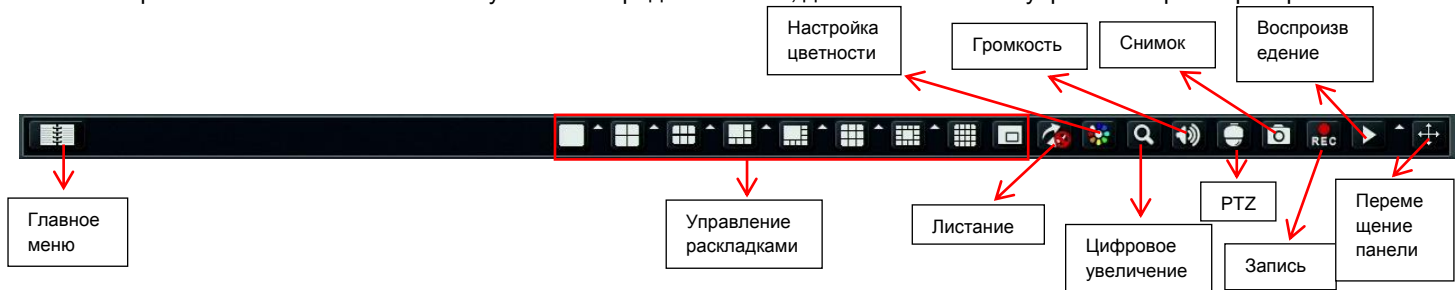 Настройка
цветности
Громкость
Снимок
Воспроизв
едение
REC
Главное
меню
Управление
раскладками
Листание
Цифровое
увеличение
PTZ
Запись
Переме
щение
панели